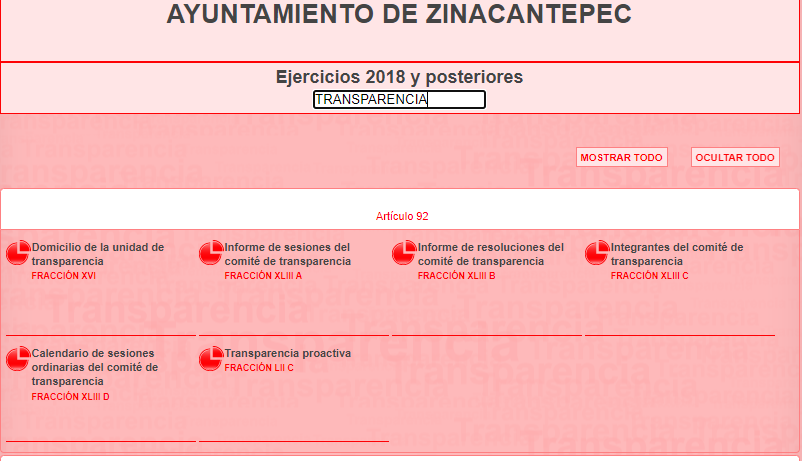 AYUNTAMIENTO DE ZINACANTEPEC
Ejercicios 2018 y posteriores
TRANSPARENCIA
MOSTRAR TODO
OCULTAR TODO
Artículo 92
Domicilio de la unidad de
transparencia
FRACCIÓN XVI
Informe de sesiones del
comité de transparencia
FRACCIÓN XLIII A
Informe de resoluciones del
comité de transparencia
FRACCIÓN XLIII B
Integrantes del comité de
transparencia
FRACCIÓN XLIII C
Calendario de sesiones
ordinarias del comité de
transparencia
FRACCIÓN XLIII D
Transparencia proactiva
FRACCIÓN LII C